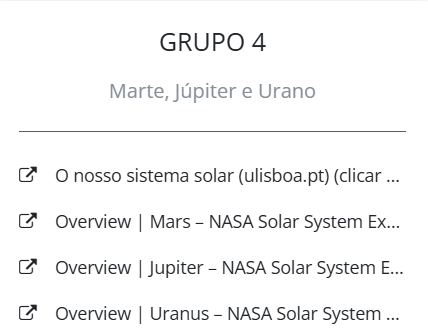 GRUPO 4
Marte, Júpiter e Urano
O nosso sistema solar (ulisboa.pt) (clicar ...
Overview | Mars – NASA Solar System Ex...
Overview | Jupiter – NASA Solar System E...
Overview | Uranus – NASA Solar System ...